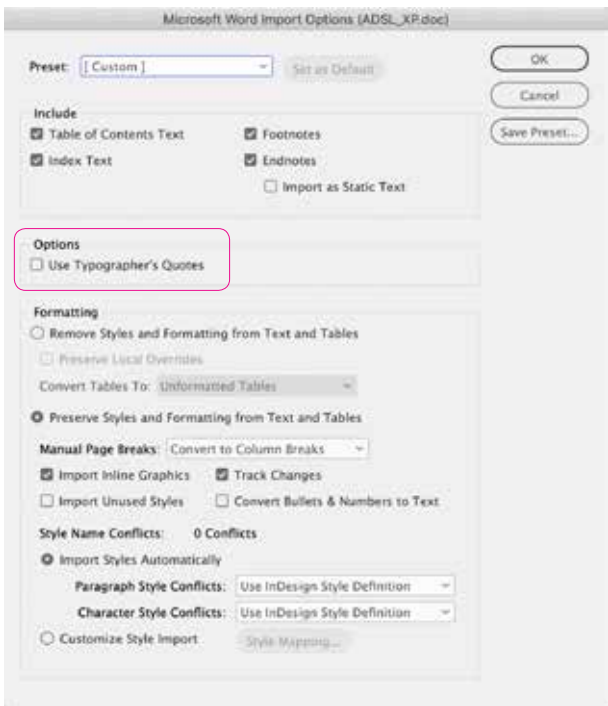 Microsoft Word Import Options (ADSL_XP.doc)
Preset: [ Custom ] Set as Default OK
Cancel
Save Preset...
Include
Table of Contents Text Footnotes
Index Text Endnotes
Import as Static Text
Options
Use Typographer's Quotes
Formatting
Remove Styles and Formatting from Text and Tables
Preserve Local Overrides
Convert Tables To: Unformatted Tables
Preserve Styles and Formatting from Text and Tables
Manual Page Breaks: Convert to Column Breaks
Import Inline Graphics Track Changes
Import Unused Styles Convert Bullets & Numbers to Text
Style Name Conflicts: 0 Conflicts
Import Styles Automatically
Paragraph Style Conflicts: Use InDesign Style Definition
Character Style Conflicts: Use InDesign Style Definition
Customize Style Import Style Mapping...